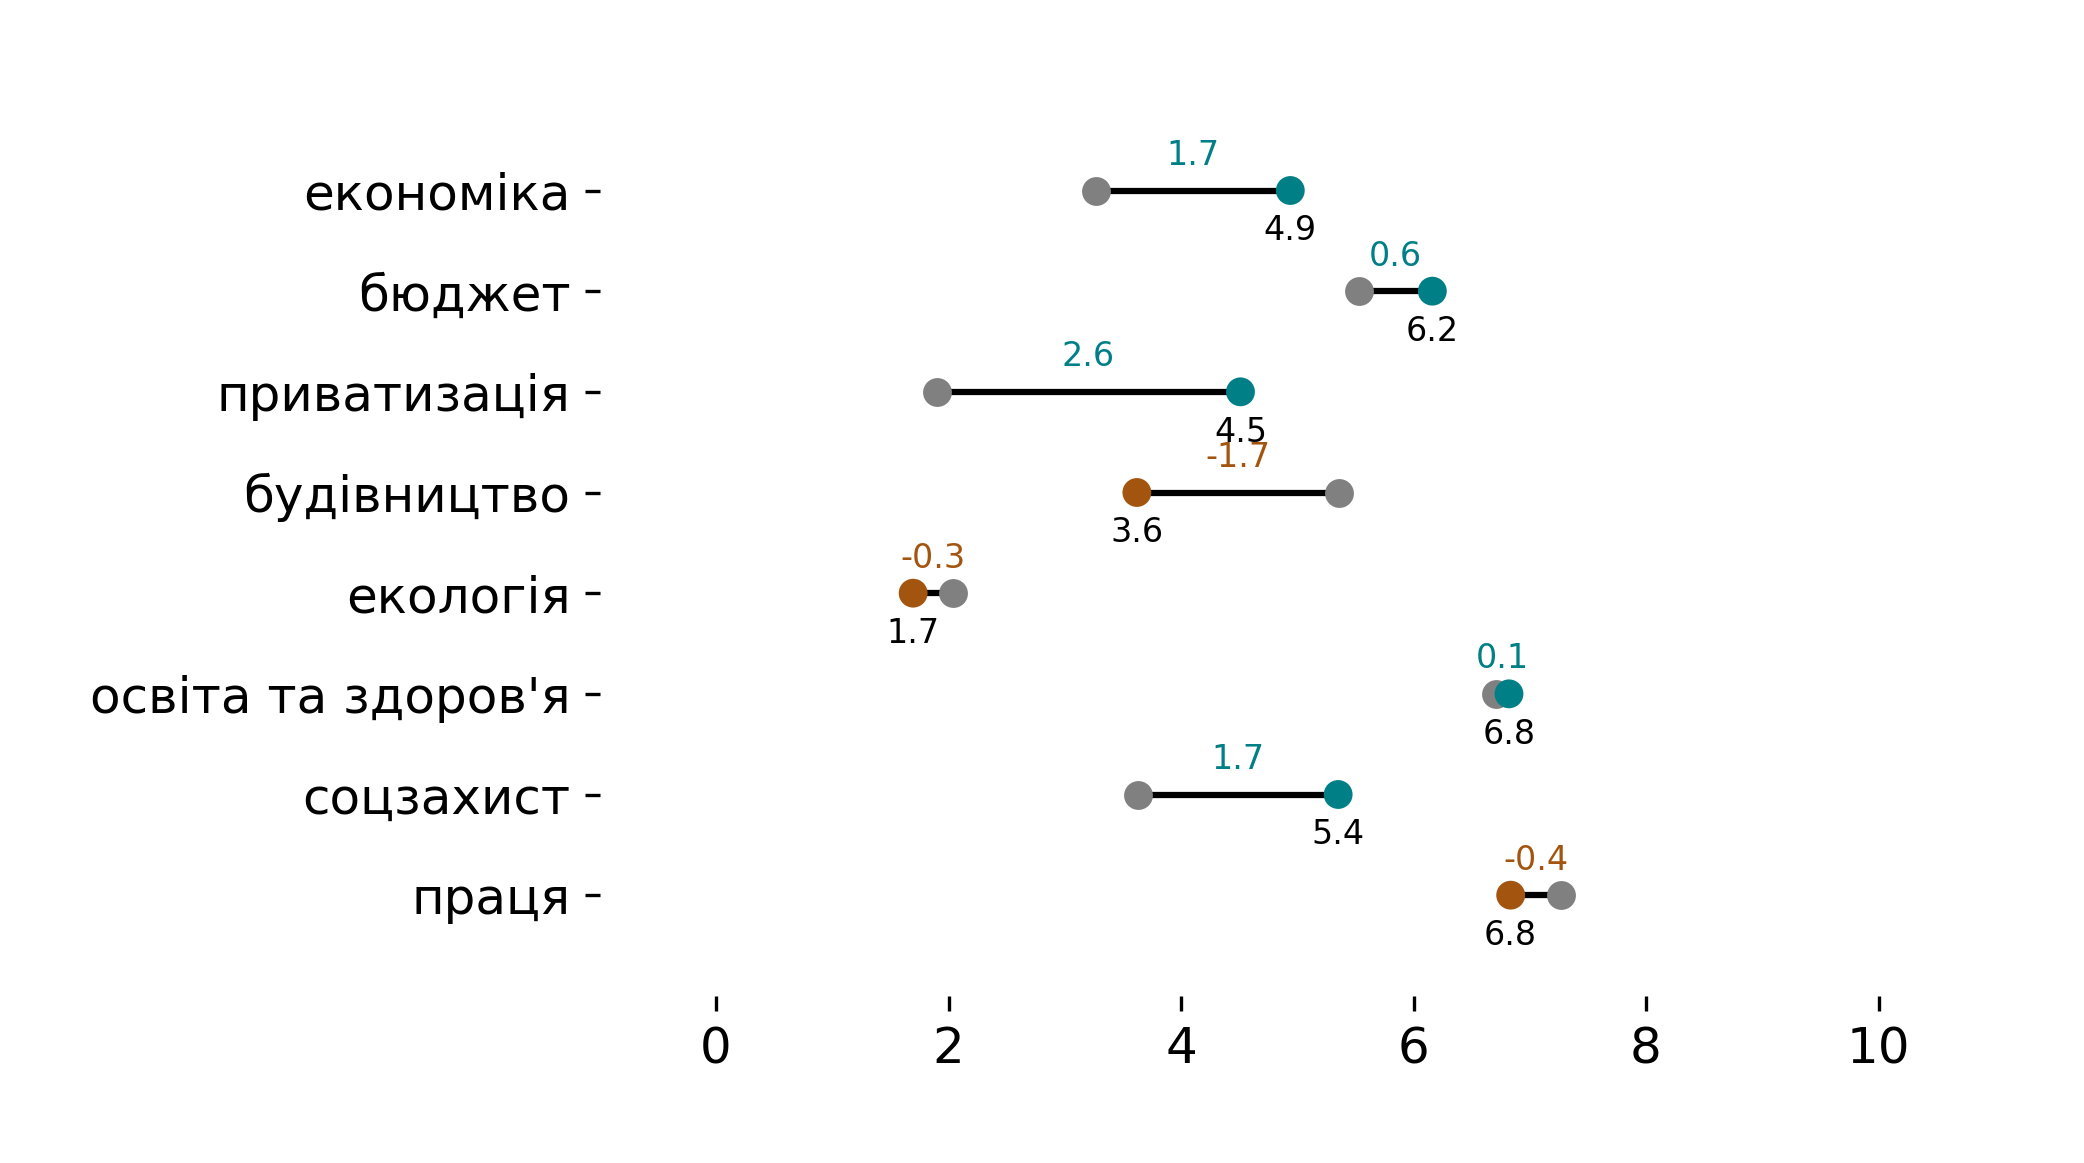 1.7
економіка
4.9
0.6
бюджет
6.2
2.6
приватизація
4.5
-1.7
будівництво
3.6
-0.3
екологія
1.7
0.1
освіта та здоров'я
6.8
1.7
соцзахист
5.4
-0.4
праця
6.8
0 2 4 6 8 10